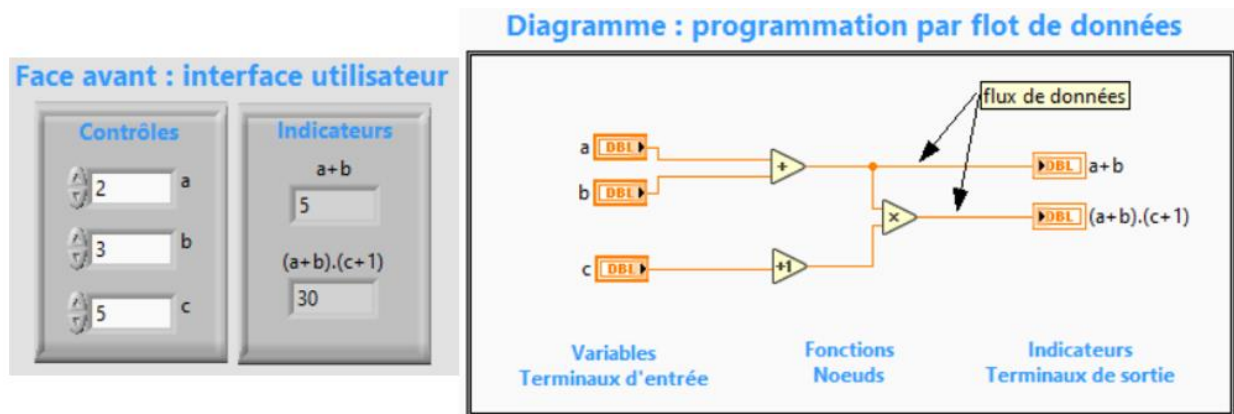 Face avant : interface utilisateur
Contrôles
2
a
3
b
5
c
Indicateurs
a+b
5
(a+b).(c+1)
30
Diagramme : programmation par flot de données
flux de données
a
DBL
b
DBL
c
DBL
+
+1
×
DBL
a+b
DBL
(a+b).(c+1)
Variables
Terminaux d'entrée
Fonctions
Noeuds
Indicateurs
Terminaux de sortie